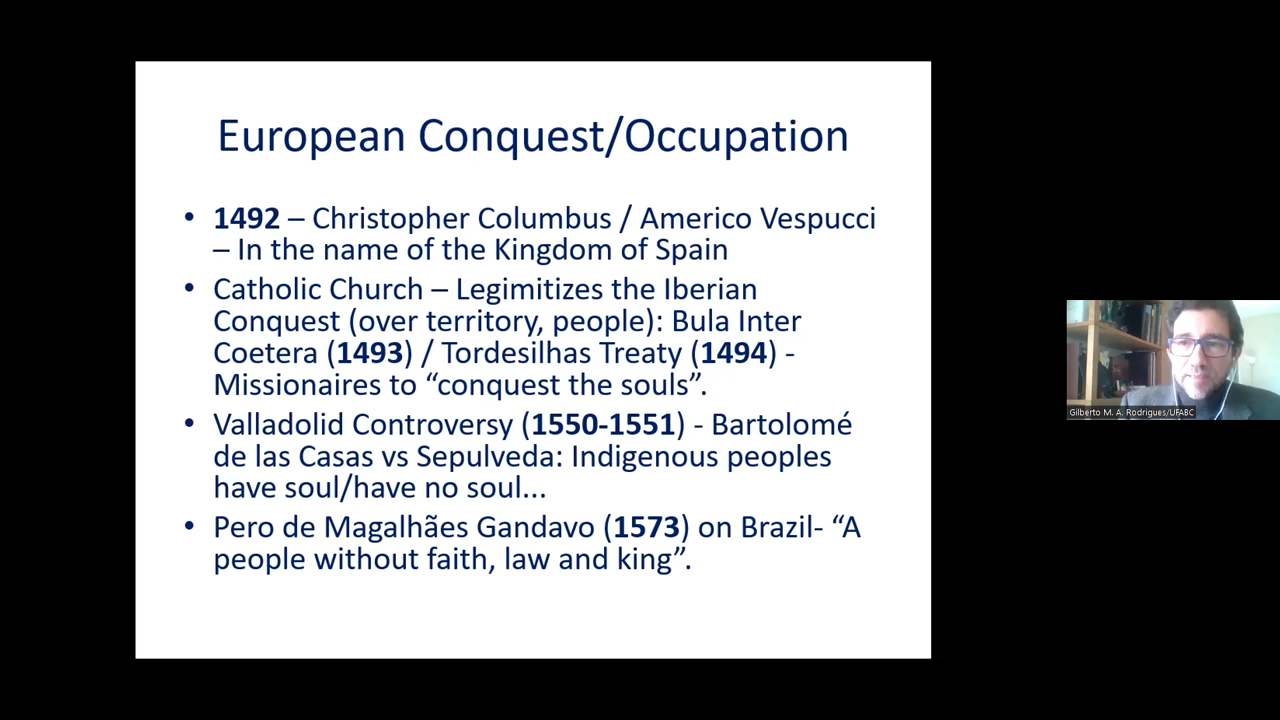 European Conquest/Occupation
• 1492 – Christopher Columbus / Americo Vespucci
– In the name of the Kingdom of Spain
• Catholic Church – Legimitizes the Iberian
Conquest (over territory, people): Bula Inter
Coetera (1493) / Tordesilhas Treaty (1494) -
Missionaires to “conquest the souls”.
• Valladolid Controversy (1550-1551) - Bartolomé
de las Casas vs Sepulveda: Indigenous peoples
have soul/have no soul...
• Pero de Magalhães Gandavo (1573) on Brazil- “A
people without faith, law and king”.
Gilberto M. A. Rodrigues/UFABC